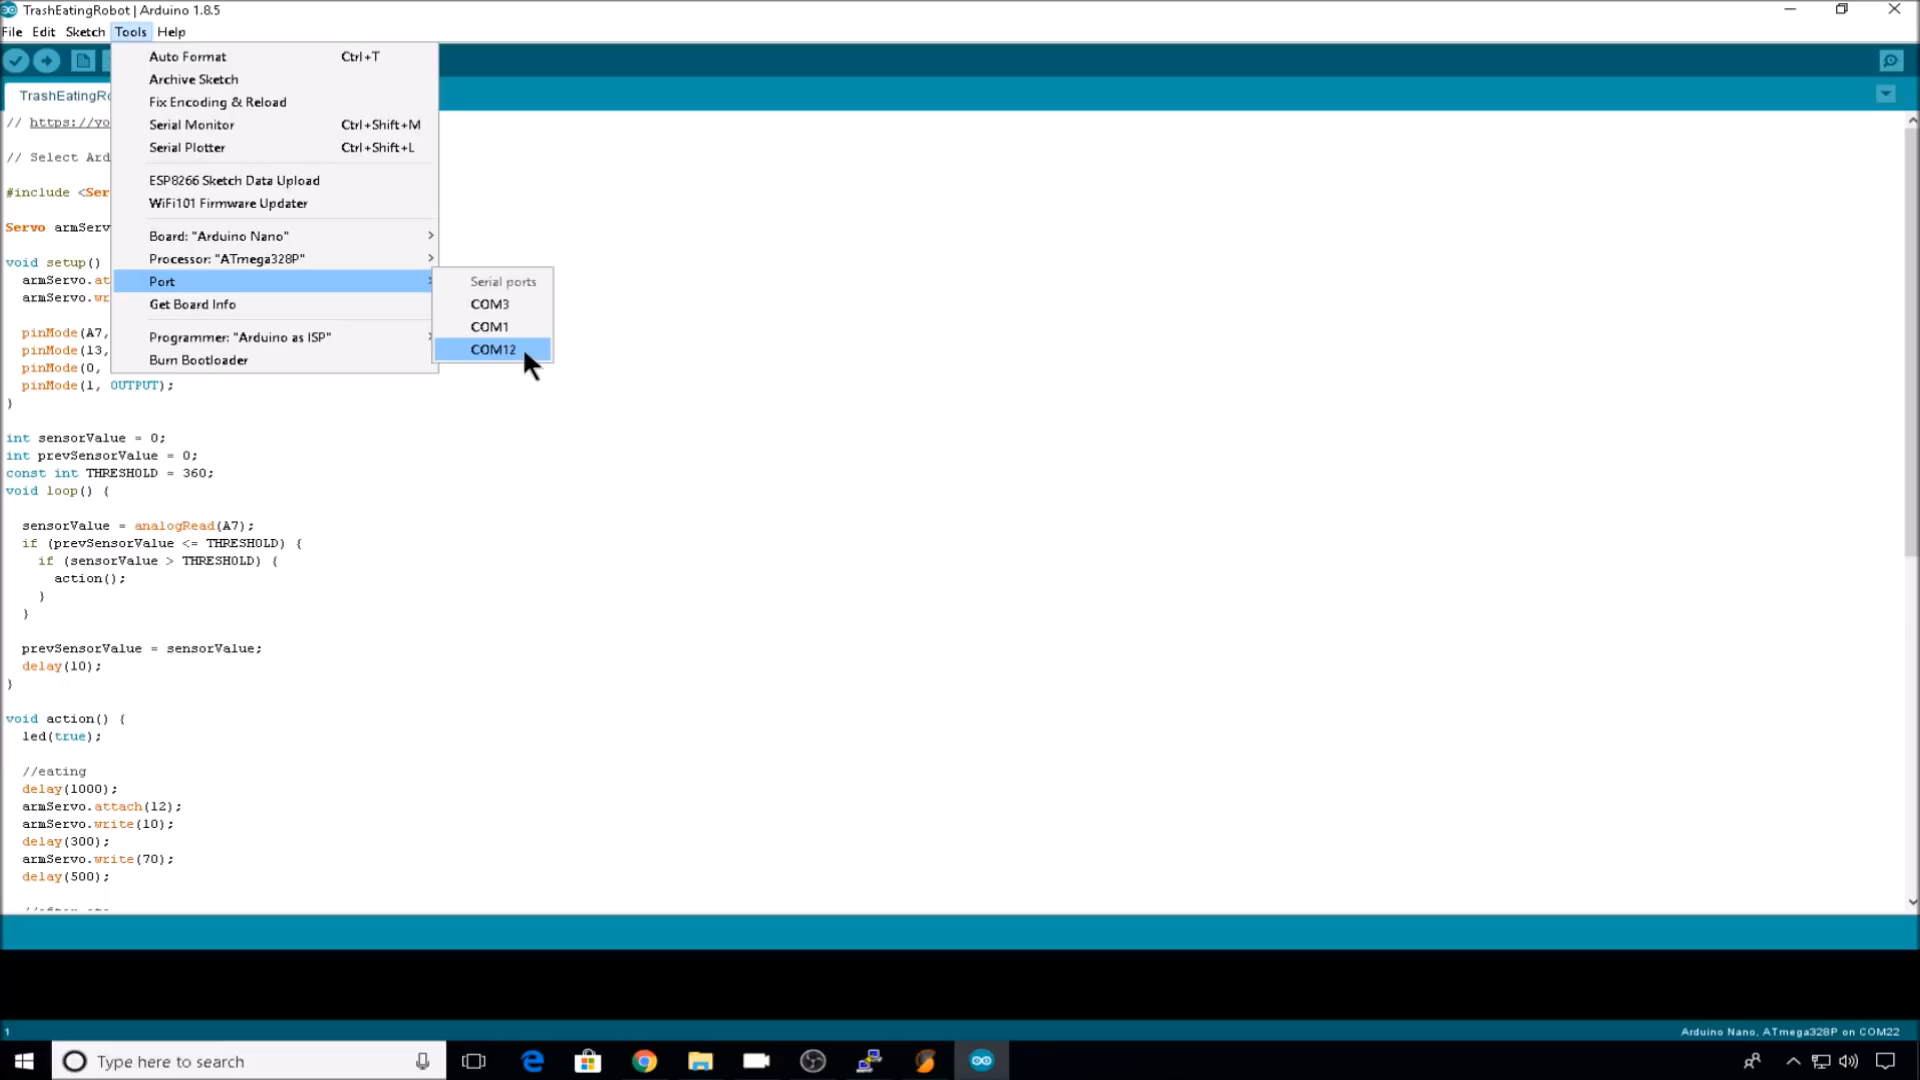 TrashEatingRobot | Arduino 1.8.5
File Edit Sketch Tools Help
Auto Format Ctrl+T
Archive Sketch
Fix Encoding & Reload
Serial Monitor Ctrl+Shift+M
Serial Plotter Ctrl+Shift+L
ESP8266 Sketch Data Upload
WiFi101 Firmware Updater
Board: "Arduino Nano"
Processor: "ATmega328P"
Port
Get Board Info
Programmer: "Arduino as ISP"
Burn Bootloader
Serial ports
COM3
COM1
COM12
TrashEatingRo
// https://yo
// Select Ard
#include <Ser
Servo armServ
void setup()
armServo.at
armServo.wr
pinMode(A7,
pinMode(13,
pinMode(0,
pinMode(1, OUTPUT);
}
int sensorValue = 0;
int prevSensorValue = 0;
const int THRESHOLD = 360;
void loop() {
sensorValue = analogRead(A7);
if (prevSensorValue <= THRESHOLD) {
if (sensorValue > THRESHOLD) {
action();
}
}
prevSensorValue = sensorValue;
delay(10);
}
void action() {
led(true);
//eating
delay(1000);
armServo.attach(12);
armServo.write(10);
delay(300);
armServo.write(70);
delay(500);
1
Arduino Nano, ATmega328P on COM22
Type here to search